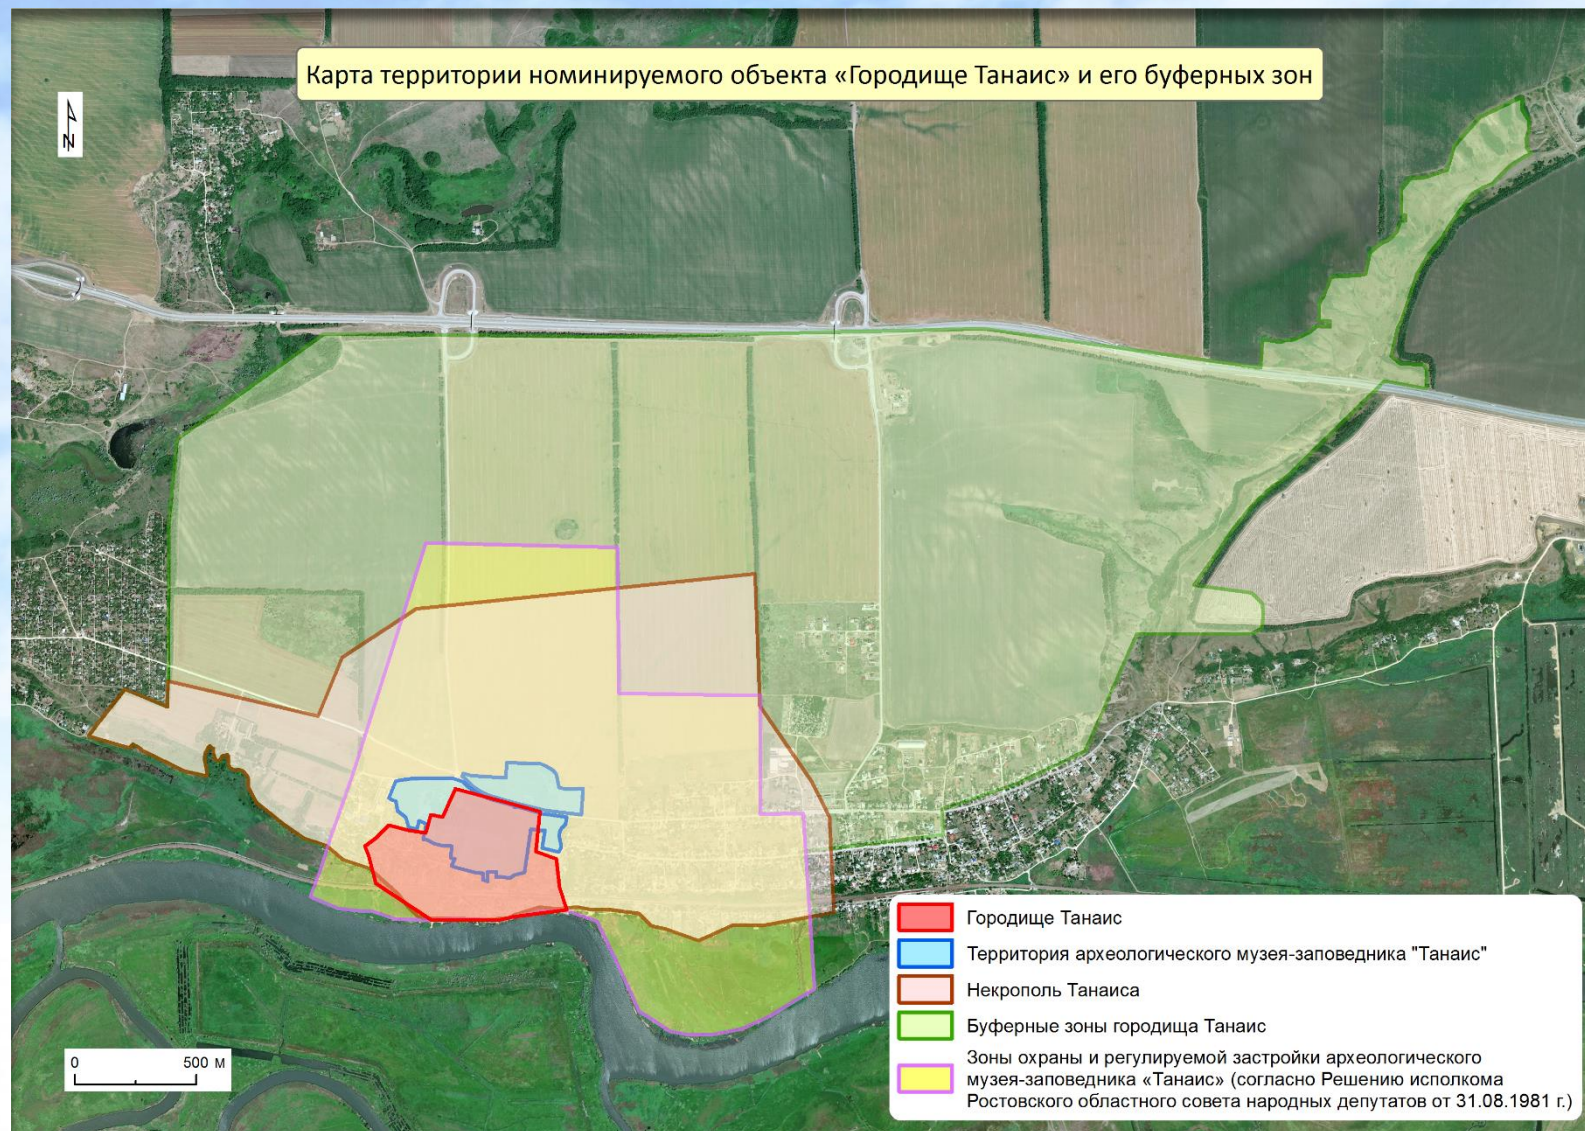 Карта территории номинируемого объекта «Городище Танаис» и его буферных зон
N
0 500 м
Городище Танаис
Территория археологического музея-заповедника "Танаис"
Некрополь Танаиса
Буферные зоны городища Танаис
Зоны охраны и регулируемой застройки археологического
музея-заповедника «Танаис» (согласно Решению исполкома
Ростовского областного совета народных депутатов от 31.08.1981 г.)